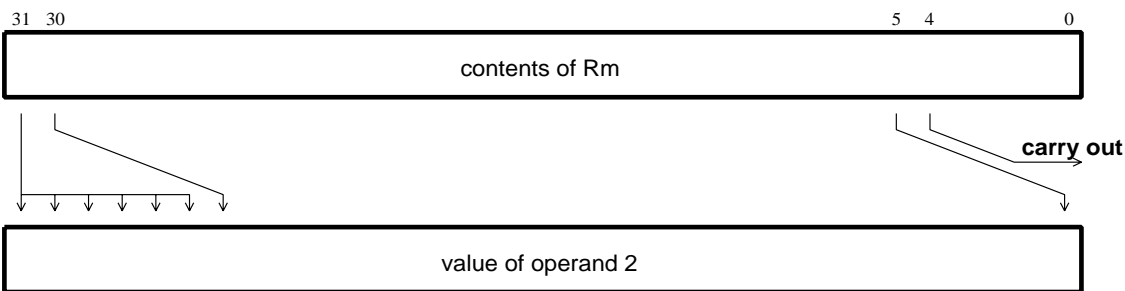 31 30 5 4 0
contents of Rm
carry out
value of operand 2